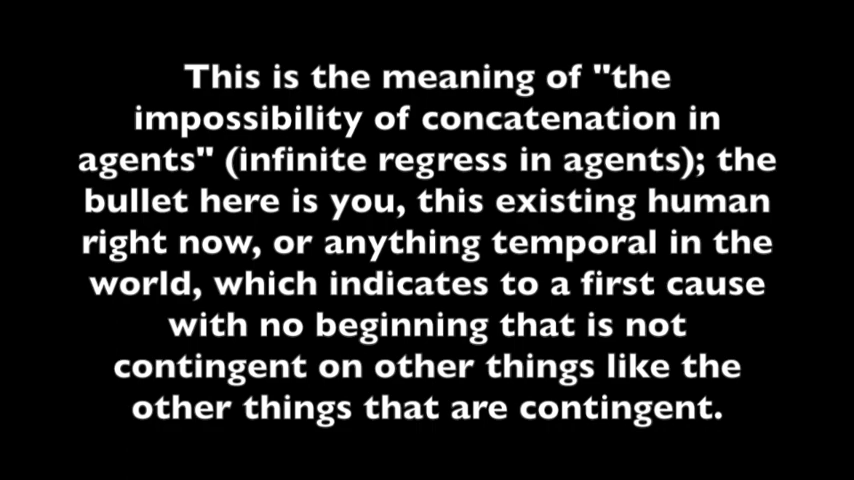 This is the meaning of "the
impossibility of concatenation in
agents" (infinite regress in agents); the
bullet here is you, this existing human
right now, or anything temporal in the
world, which indicates to a first cause
with no beginning that is not
contingent on other things like the
other things that are contingent.